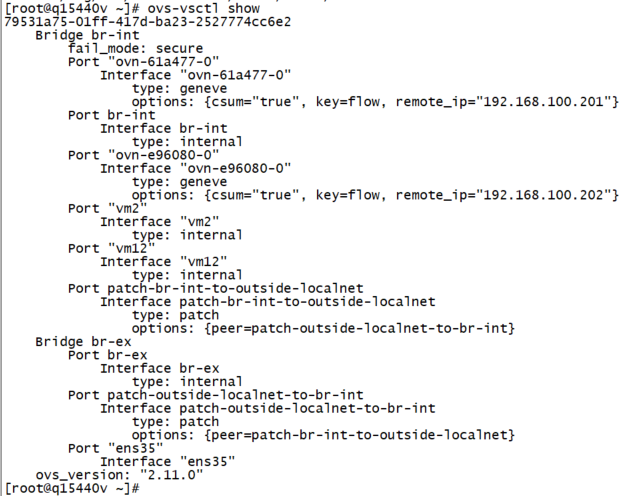 [root@q15440v ~]# ovs-vsctl show
79531a75-01ff-417d-ba23-2527774cc6e2
    Bridge br-int
        fail_mode: secure
        Port "ovn-61a477-0"
            Interface "ovn-61a477-0"
                type: geneve
                options: {csum="true", key=flow, remote_ip="192.168.100.201"}
        Port br-int
            Interface br-int
                type: internal
        Port "ovn-e96080-0"
            Interface "ovn-e96080-0"
                type: geneve
                options: {csum="true", key=flow, remote_ip="192.168.100.202"}
        Port "vm2"
            Interface "vm2"
                type: internal
        Port "vm12"
            Interface "vm12"
                type: internal
        Port patch-br-int-to-outside-localnet
            Interface patch-br-int-to-outside-localnet
                type: patch
                options: {peer=patch-outside-localnet-to-br-int}
    Bridge br-ex
        Port br-ex
            Interface br-ex
                type: internal
        Port patch-outside-localnet-to-br-int
            Interface patch-outside-localnet-to-br-int
                type: patch
                options: {peer=patch-br-int-to-outside-localnet}
        Port "ens35"
            Interface "ens35"
    ovs_version: "2.11.0"
[root@q15440v ~]#